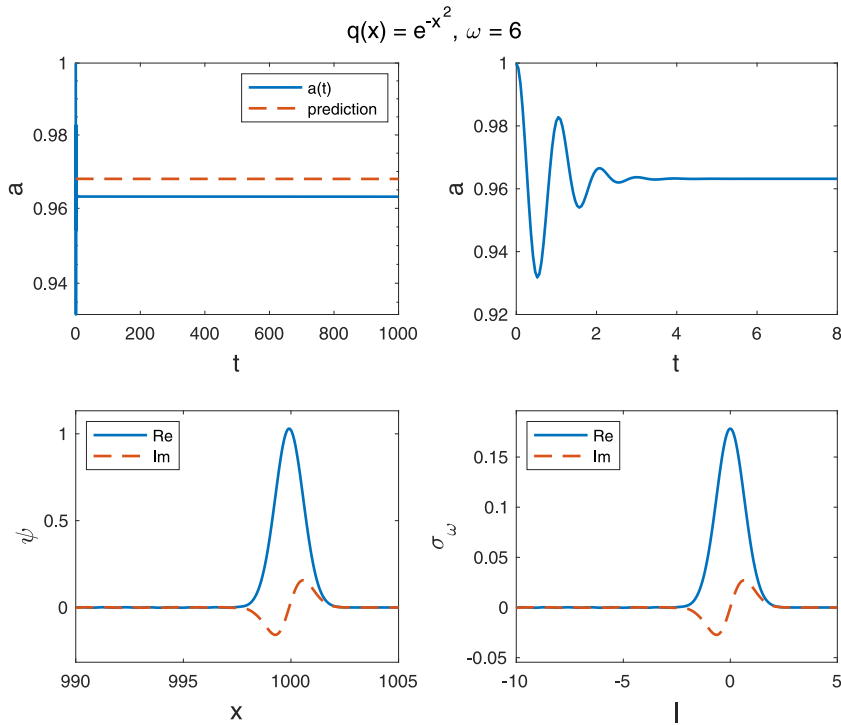 q(x) = e^{-x^2}, ω = 6
1
0.98
0.96
0.94
a
0 200 400 600 800 1000
t
a(t)
prediction
1
0.98
0.96
0.94
0.92
a
0 2 4 6 8
t
1
0.5
0
ψ
990 995 1000 1005
x
Re
Im
0.15
0.1
0.05
0
-0.05
σ_ω
-10 -5 0 5
l
Re
Im